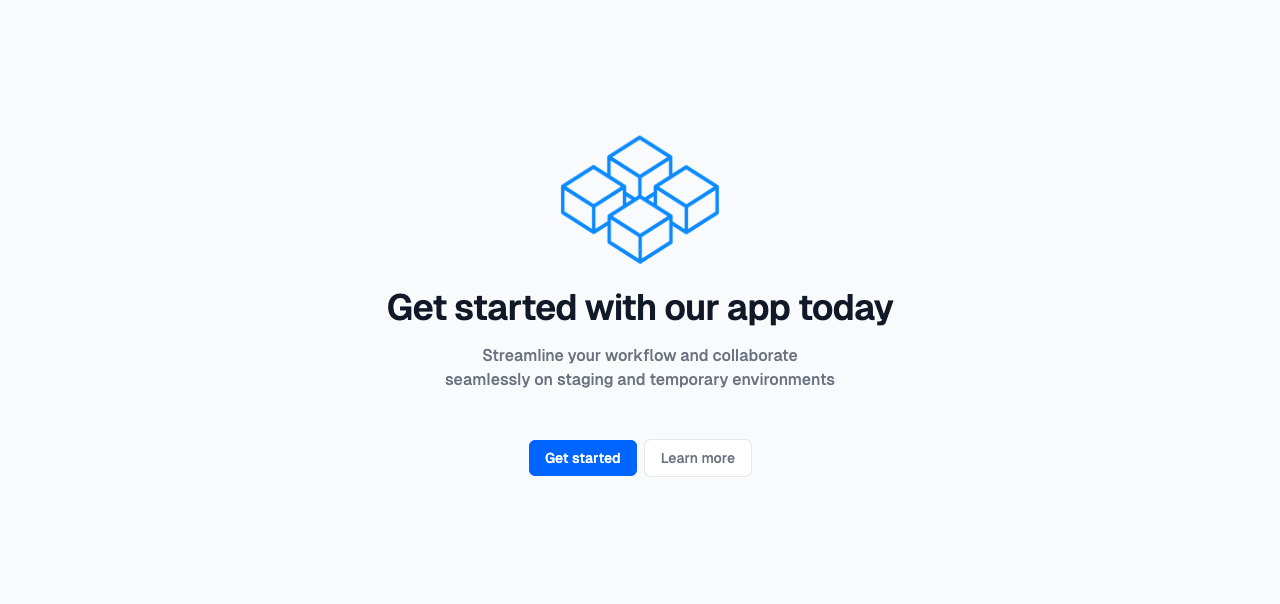 Get started with our app today
Streamline your workflow and collaborate
seamlessly on staging and temporary environments
Get started
Learn more